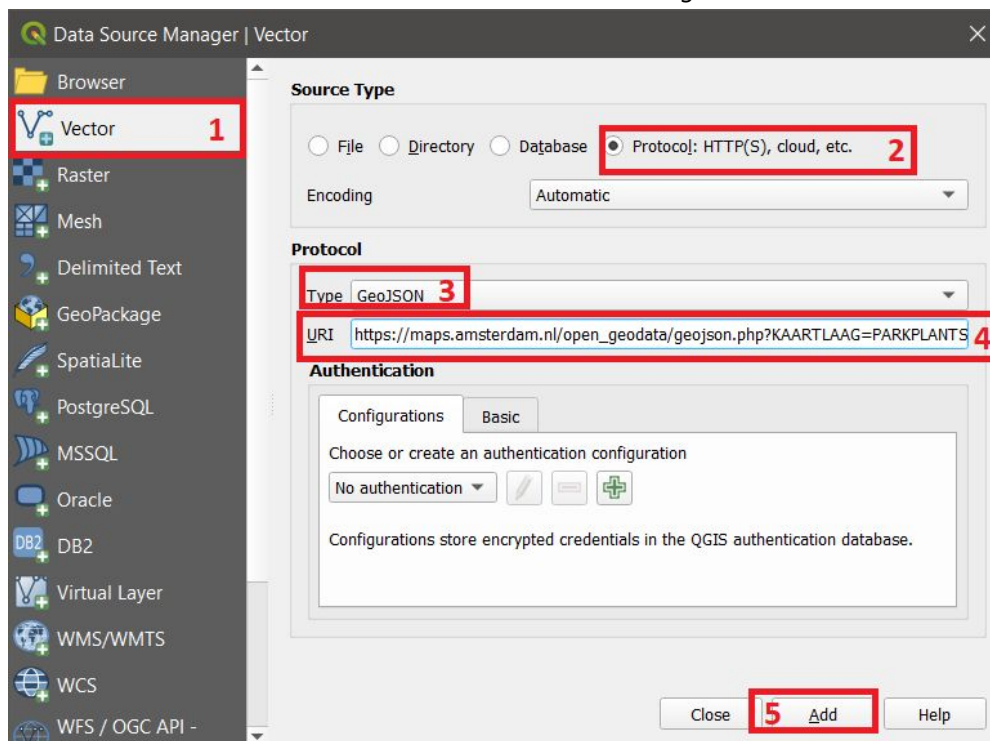 Data Source Manager | Vector
Browser
Vector 1
Raster
Mesh
Delimited Text
GeoPackage
SpatiaLite
PostgreSQL
MSSQL
Oracle
DB2
DB2
Virtual Layer
WMS/WMTS
WCS
WFS / OGC API -
Source Type
File Directory Database Protocol: HTTP(S), cloud, etc. 2
Encoding Automatic
Protocol
Type GeoJSON 3
URI https://maps.amsterdam.nl/open_geodata/geojson.php?KAARTLAAG=PARKPLANTS 4
Authentication
Configurations Basic
Choose or create an authentication configuration
No authentication
Configurations store encrypted credentials in the QGIS authentication database.
Close 5 Add Help